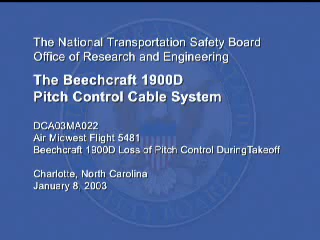 The National Transportation Safety Board
Office of Research and Engineering
The Beechcraft 1900D
Pitch Control Cable System
DCA03MA022
Air Midwest Flight 5481
Beechcraft 1900D Loss of Pitch Control DuringTakeoff
Charlotte, North Carolina
January 8, 2003